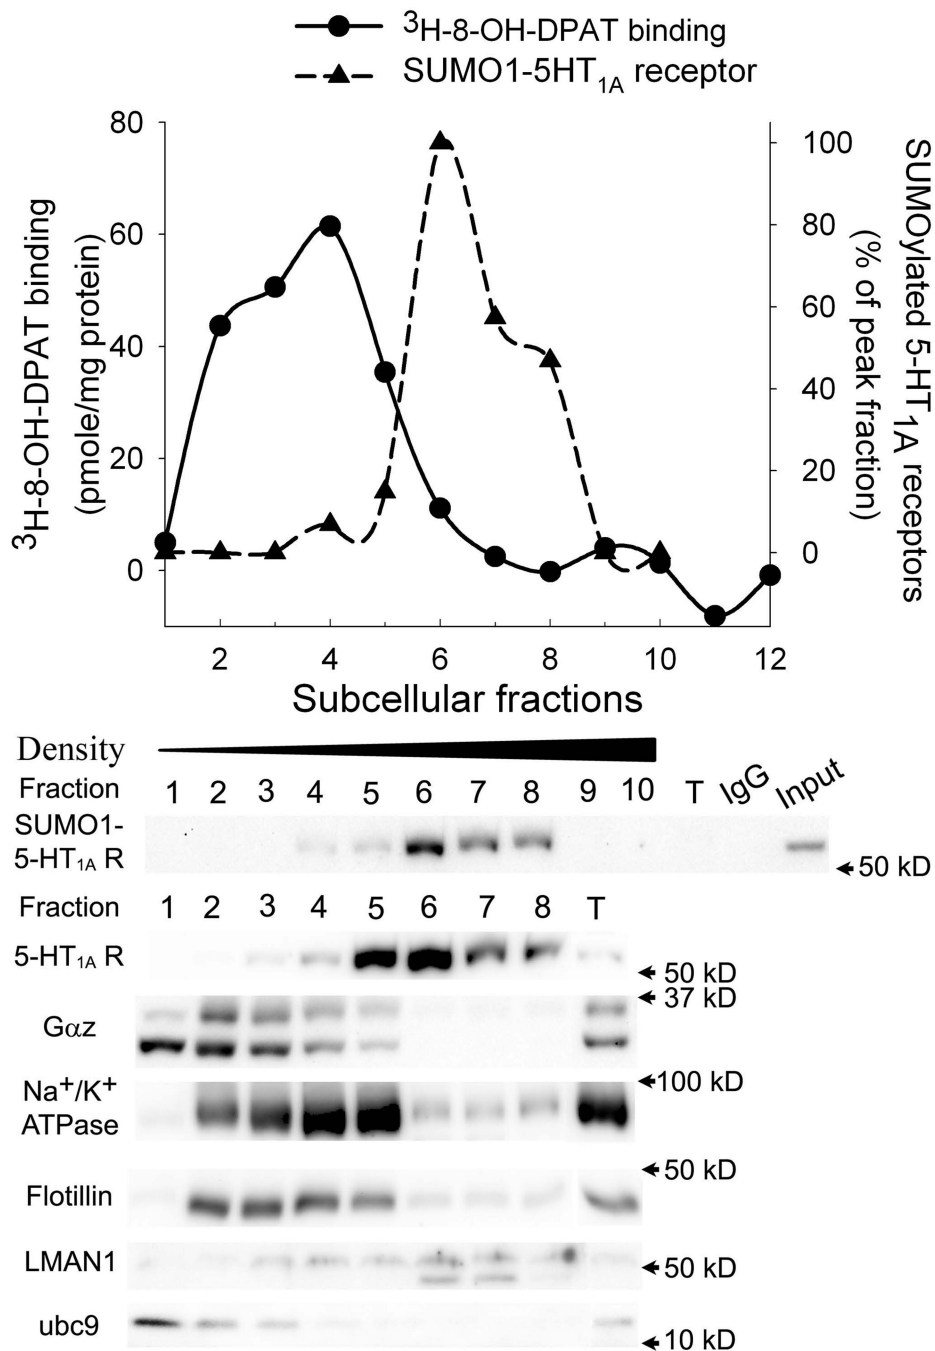 3H-8-OH-DPAT binding
SUMO1-5HT1A receptor
80
60
40
20
0
3H-8-OH-DPAT binding
(pmole/mg protein)
100
80
60
40
20
0
SUMOylated 5-HT1A receptors
(% of peak fraction)
2 4 6 8 10 12
Subcellular fractions
Density
Fraction 1 2 3 4 5 6 7 8 9 10 T IgG Input
SUMO1-
5-HT1A R
50 kD
Fraction 1 2 3 4 5 6 7 8 T
5-HT1A R
50 kD
37 kD
Gαz
100 kD
Na+/K+
ATPase
50 kD
Flotillin
LMAN1
50 kD
ubc9
10 kD